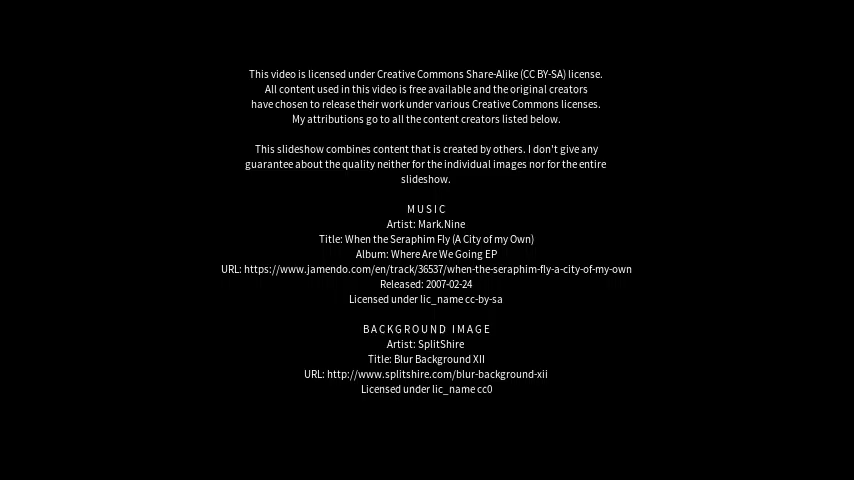 This video is licensed under Creative Commons Share-Alike (CC BY-SA) license.
All content used in this video is free available and the original creators
have chosen to release their work under various Creative Commons licenses.
My attributions go to all the content creators listed below.
This slideshow combines content that is created by others. I don't give any
guarantee about the quality neither for the individual images nor for the entire
slideshow.
MUSIC
Artist: Mark.Nine
Title: When the Seraphim Fly (A City of my Own)
Album: Where Are We Going EP
URL: https://www.jamendo.com/en/track/36537/when-the-seraphim-fly-a-city-of-my-own
Released: 2007-02-24
Licensed under lic_name cc-by-sa
BACKGROUND IMAGE
Artist: SplitShire
Title: Blur Background XII
URL: http://www.splitshire.com/blur-background-xii
Licensed under lic_name cc0